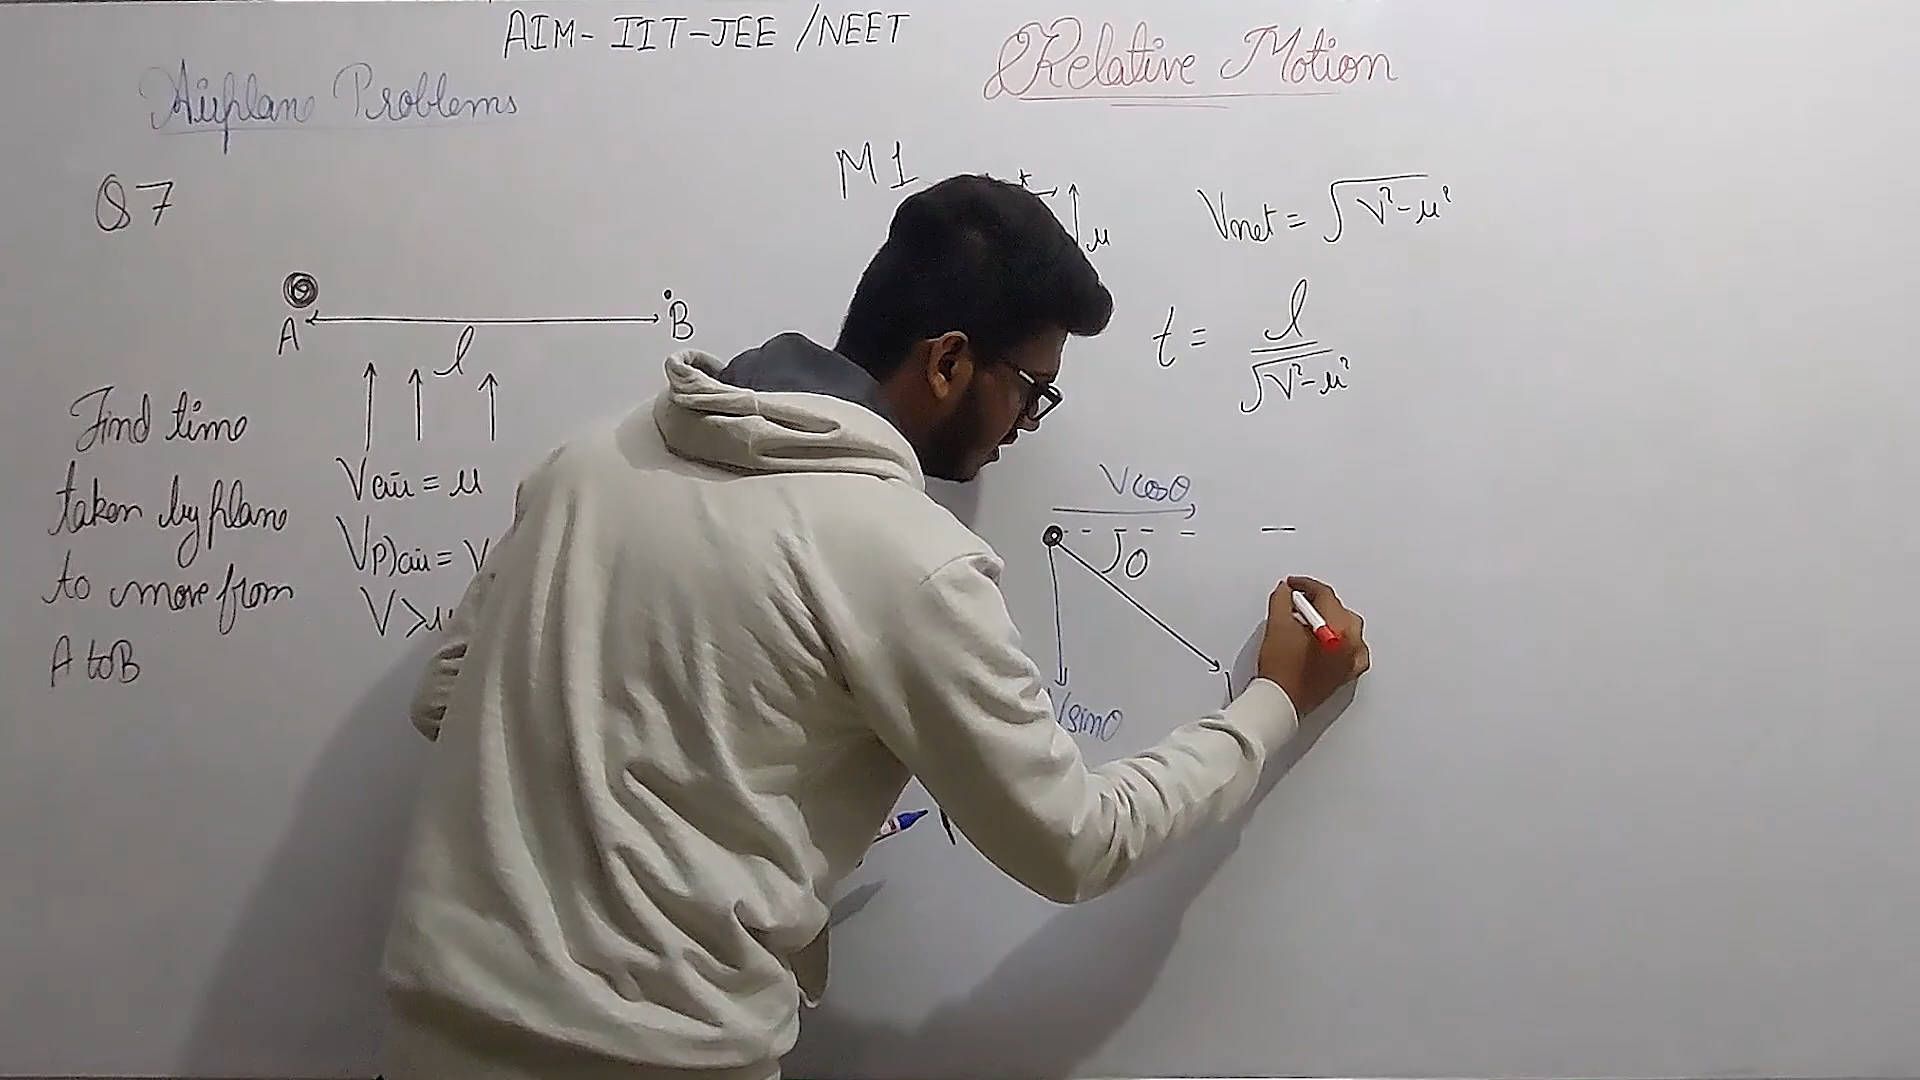 AIM- IIT-JEE /NEET
Relative Motion
Airplane Problems
Q7
A
B
l
Find time
taken by plane
to move from
A to B
Vair = u
Vp)air = V
V>u
M1
u
Vnet = √V²-u²
t = l / √V²-u²
Vcosθ
θ
Vsinθ